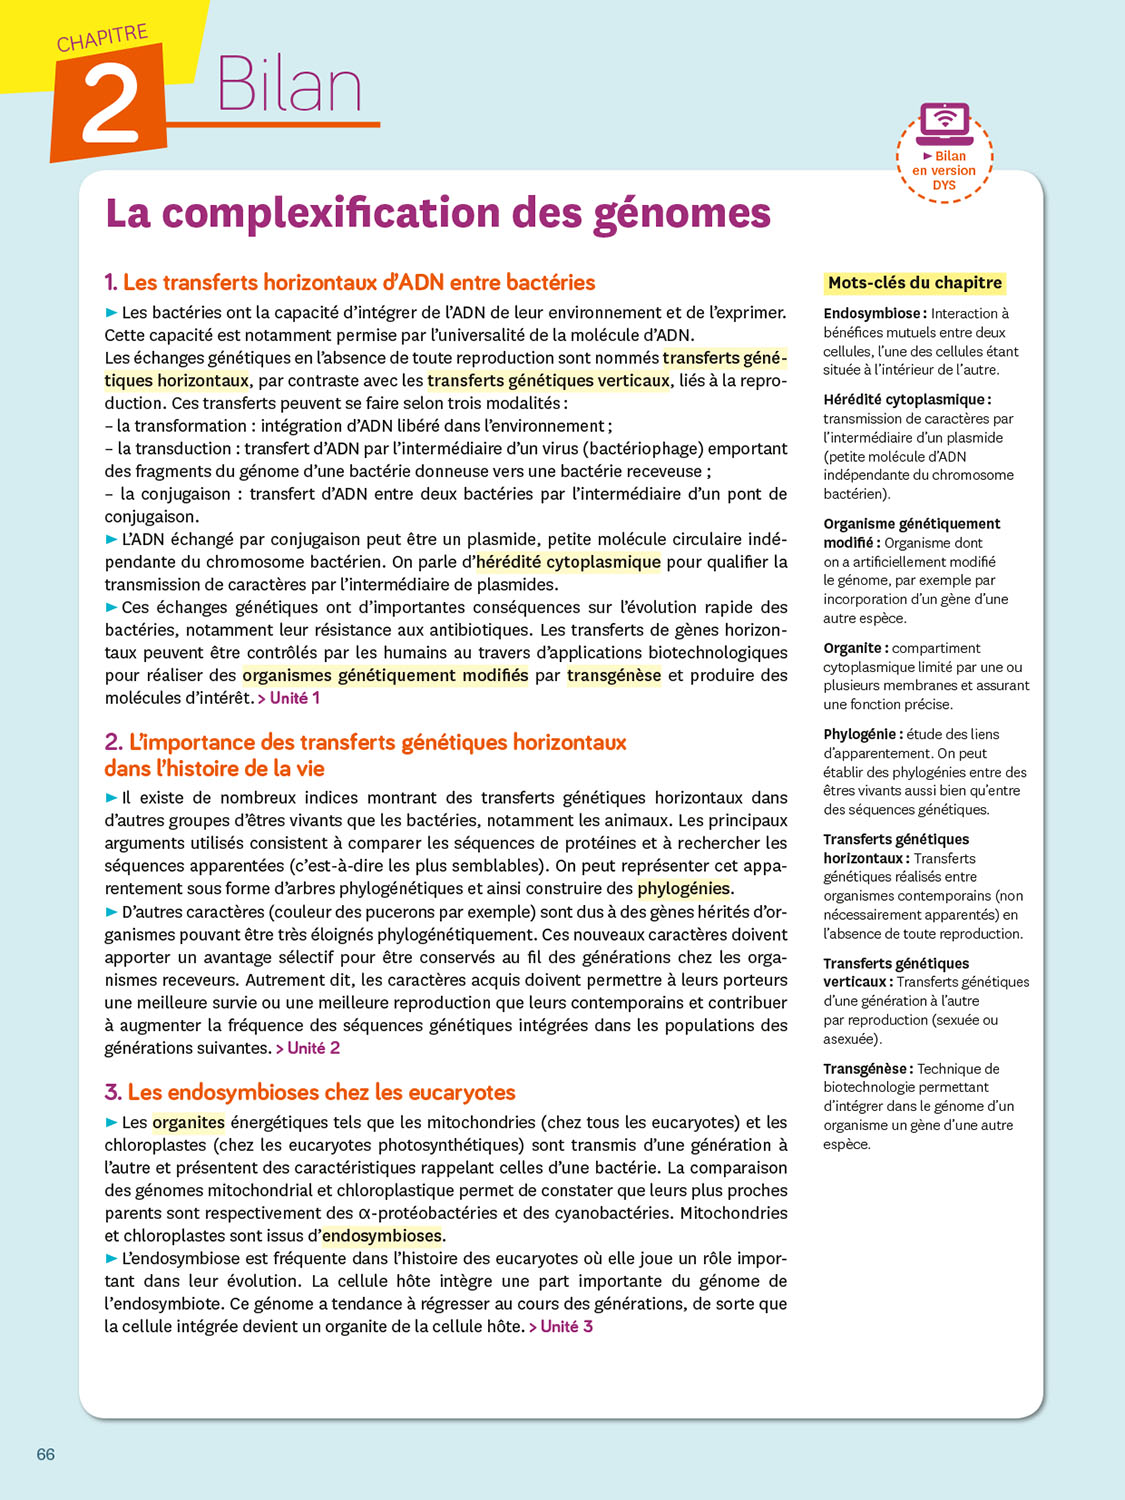 CHAPITRE
2
Bilan
► Bilan
en version
DYS
La complexification des génomes
1. Les transferts horizontaux d'ADN entre bactéries
► Les bactéries ont la capacité d'intégrer de l'ADN de leur environnement et de l'exprimer.
Cette capacité est notamment permise par l'universalité de la molécule d'ADN.
Les échanges génétiques en l'absence de toute reproduction sont nommés transferts géné-
tiques horizontaux, par contraste avec les transferts génétiques verticaux, liés à la repro-
duction. Ces transferts peuvent se faire selon trois modalités :
– la transformation : intégration d'ADN libéré dans l'environnement ;
– la transduction : transfert d'ADN par l'intermédiaire d'un virus (bactériophage) emportant
des fragments du génome d'une bactérie donneuse vers une bactérie receveuse ;
– la conjugaison : transfert d'ADN entre deux bactéries par l'intermédiaire d'un pont de
conjugaison.
► L'ADN échangé par conjugaison peut être un plasmide, petite molécule circulaire indé-
pendante du chromosome bactérien. On parle d'hérédité cytoplasmique pour qualifier la
transmission de caractères par l'intermédiaire de plasmides.
► Ces échanges génétiques ont d'importantes conséquences sur l'évolution rapide des
bactéries, notamment leur résistance aux antibiotiques. Les transferts de gènes horizon-
taux peuvent être contrôlés par les humains au travers d'applications biotechnologiques
pour réaliser des organismes génétiquement modifiés par transgénèse et produire des
molécules d'intérêt. > Unité 1
2. L'importance des transferts génétiques horizontaux
dans l'histoire de la vie
► Il existe de nombreux indices montrant des transferts génétiques horizontaux dans
d'autres groupes d'êtres vivants que les bactéries, notamment les animaux. Les principaux
arguments utilisés consistent à comparer les séquences de protéines et à rechercher les
séquences apparentées (c'est-à-dire les plus semblables). On peut représenter cet appa-
rentement sous forme d'arbres phylogénétiques et ainsi construire des phylogénies.
► D'autres caractères (couleur des pucerons par exemple) sont dus à des gènes hérités d'or-
ganismes pouvant être très éloignés phylogénétiquement. Ces nouveaux caractères doivent
apporter un avantage sélectif pour être conservés au fil des générations chez les orga-
nismes receveurs. Autrement dit, les caractères acquis doivent permettre à leurs porteurs
une meilleure survie ou une meilleure reproduction que leurs contemporains et contribuer
à augmenter la fréquence des séquences génétiques intégrées dans les populations des
générations suivantes. > Unité 2
3. Les endosymbioses chez les eucaryotes
► Les organites énergétiques tels que les mitochondries (chez tous les eucaryotes) et les
chloroplastes (chez les eucaryotes photosynthétiques) sont transmis d'une génération à
l'autre et présentent des caractéristiques rappelant celles d'une bactérie. La comparaison
des génomes mitochondrial et chloroplastique permet de constater que leurs plus proches
parents sont respectivement des α-protéobactéries et des cyanobactéries. Mitochondries
et chloroplastes sont issus d'endosymbioses.
► L'endosymbiose est fréquente dans l'histoire des eucaryotes où elle joue un rôle impor-
tant dans leur évolution. La cellule hôte intègre une part importante du génome de
l'endosymbiote. Ce génome a tendance à régresser au cours des générations, de sorte que
la cellule intégrée devient un organite de la cellule hôte. > Unité 3
Mots-clés du chapitre
Endosymbiose : Interaction à
bénéfices mutuels entre deux
cellules, l'une des cellules étant
située à l'intérieur de l'autre.
Hérédité cytoplasmique :
transmission de caractères par
l'intermédiaire d'un plasmide
(petite molécule d'ADN
indépendante du chromosome
bactérien).
Organisme génétiquement
modifié : Organisme dont
on a artificiellement modifié
le génome, par exemple par
incorporation d'un gène d'une
autre espèce.
Organite : compartiment
cytoplasmique limité par une ou
plusieurs membranes et assurant
une fonction précise.
Phylogénie : étude des liens
d'apparentement. On peut
établir des phylogénies entre des
êtres vivants aussi bien qu'entre
des séquences génétiques.
Transferts génétiques
horizontaux : Transferts
génétiques réalisés entre
organismes contemporains (non
nécessairement apparentés) en
l'absence de toute reproduction.
Transferts génétiques
verticaux : Transferts génétiques
d'une génération à l'autre
par reproduction (sexuée ou
asexuée).
Transgénèse : Technique de
biotechnologie permettant
d'intégrer dans le génome d'un
organisme un gène d'une autre
espèce.
66